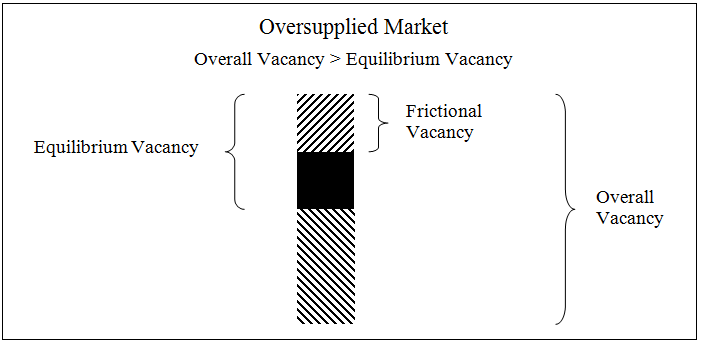 Oversupplied Market
Overall Vacancy > Equilibrium Vacancy
Frictional
Vacancy
Equilibrium Vacancy
Overall
Vacancy